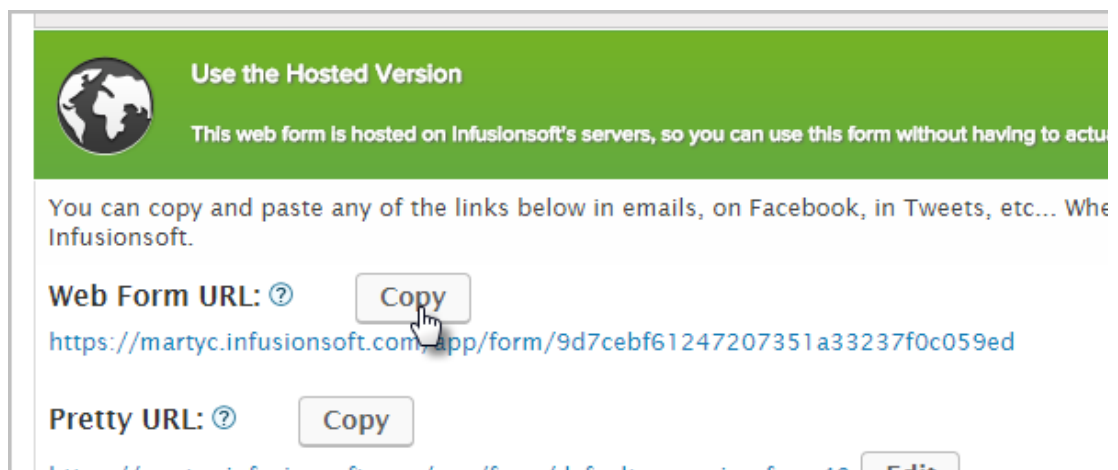 Use the Hosted Version
This web form is hosted on Infusionsoft's servers, so you can use this form without having to
You can copy and paste any of the links below in emails, on Facebook, in Tweets, etc...
Infusionsoft.
Web Form URL: ? Copy
https://martyc.infusionsoft.com/app/form/9d7cebf61247207351a33237f0c059ed
Pretty URL: ? Copy
Edit